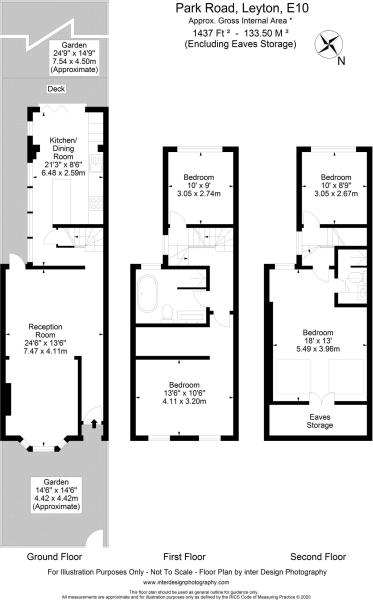 Park Road, Leyton, E10
Approx. Gross Internal Area *
1437 Ft ² - 133.50 M ²
(Excluding Eaves Storage)
N
Garden
24'9" x 14'9"
7.54 x 4.50m
(Approximate)
Deck
Kitchen/
Dining
Room
21'3" x 8'6"
6.48 x 2.59m
Reception
Room
24'6" x 13'6"
7.47 x 4.11m
Garden
14'6" x 14'6"
4.42 x 4.42m
(Approximate)
Ground Floor
Bedroom
10' x 9'
3.05 x 2.74m
Bedroom
13'6" x 10'6"
4.11 x 3.20m
First Floor
Bedroom
10' x 8'9"
3.05 x 2.67m
Bedroom
18' x 13'
5.49 x 3.96m
Eaves
Storage
Second Floor
For Illustration Purposes Only - Not To Scale - Floor Plan by inter Design Photography
www.interdesignphotography.com
This floor plan should be used as general outline for guidance only.
All measurements are approximate and for illustration purposes only as defined by the RICS Code of Measuring Practice © 2020